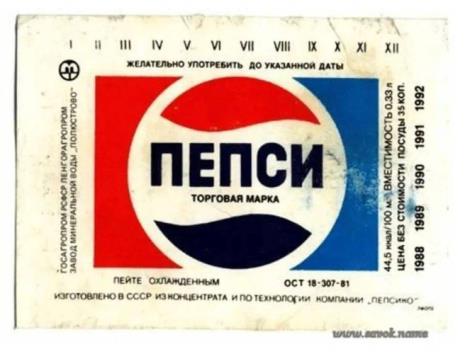 I II III IV V VI VII VIII IX X XI XII
ЖЕЛАТЕЛЬНО УПОТРЕБИТЬ ДО УКАЗАННОЙ ДАТЫ
ГОСАГРОПРОМ РСФСР ЛЕНГОРАГРОПРОМ
ЗАВОД МИНЕРАЛЬНОЙ ВОДЫ "ПОЛЮСТРОВО"
ПЕПСИ
ТОРГОВАЯ МАРКА
44,5 ккал/100 мл ВМЕСТИМОСТЬ 0,33 л
ЦЕНА БЕЗ СТОИМОСТИ ПОСУДЫ 35 КОП.
1988 1989 1990 1991 1992
ПЕЙТЕ ОХЛАЖДЕННЫМ ОСТ 18-307-81
ИЗГОТОВЛЕНО В СССР ИЗ КОНЦЕНТРАТА И ПО ТЕХНОЛОГИИ КОМПАНИИ "ПЕПСИКО"
www.savok.name